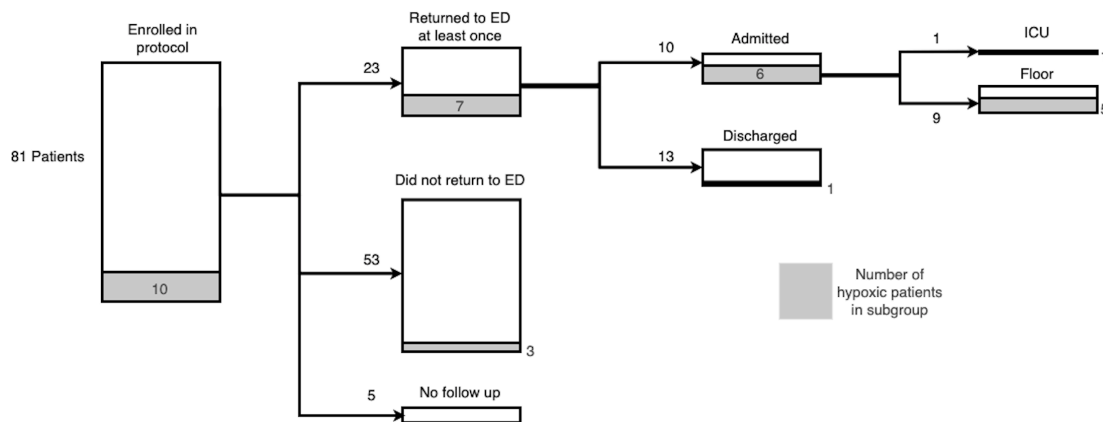 Enrolled in
protocol
81 Patients
10
23
Returned to ED
at least once
7
53
Did not return to ED
3
5
No follow up
10
Admitted
6
13
Discharged
1
1
ICU
9
Floor
Number of
hypoxic patients
in subgroup